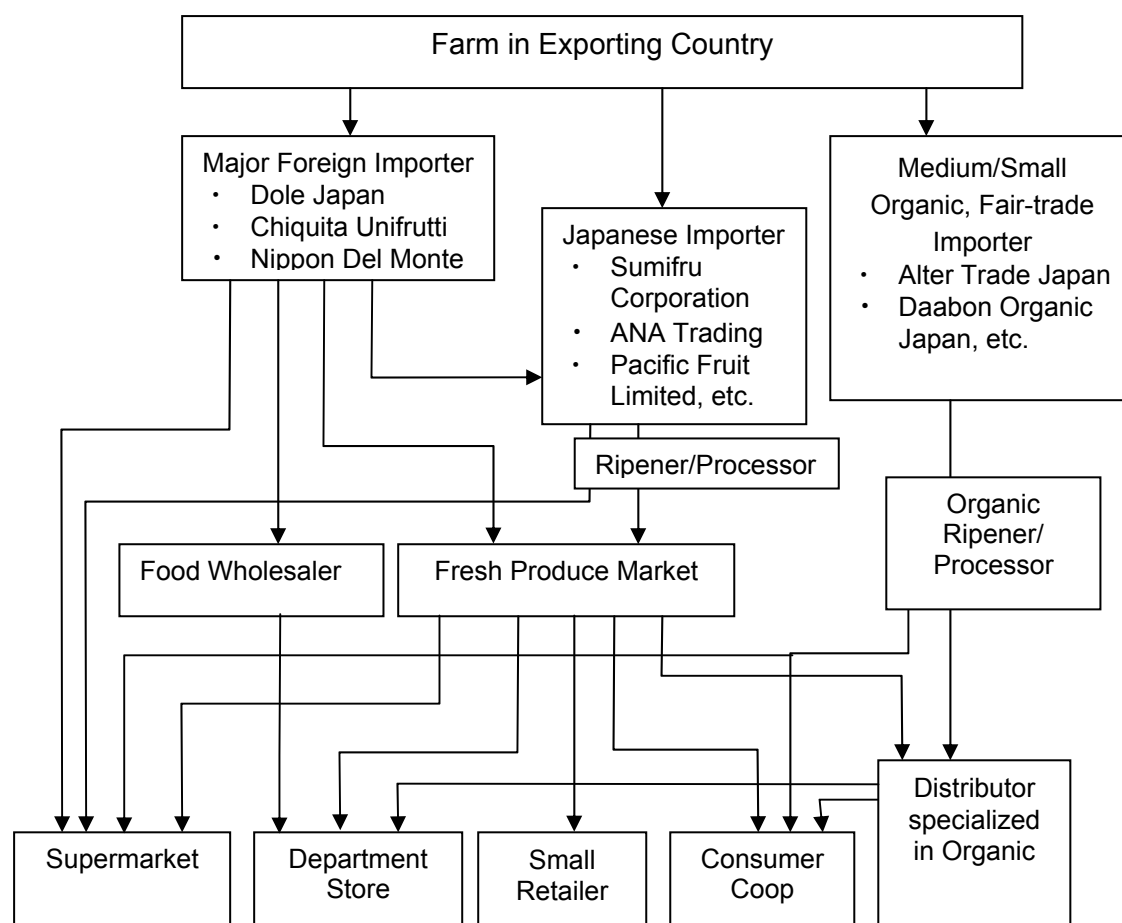 Farm in Exporting Country
Major Foreign Importer
・ Dole Japan
・ Chiquita Unifrutti
・ Nippon Del Monte
Japanese Importer
・ Sumifru
Corporation
・ ANA Trading
・ Pacific Fruit
Limited, etc.
Medium/Small
Organic, Fair-trade
Importer
・ Alter Trade Japan
・ Daabon Organic
Japan, etc.
Ripener/Processor
Organic
Ripener/
Processor
Food Wholesaler
Fresh Produce Market
Distributor
specialized
in Organic
Supermarket
Department
Store
Small
Retailer
Consumer
Coop